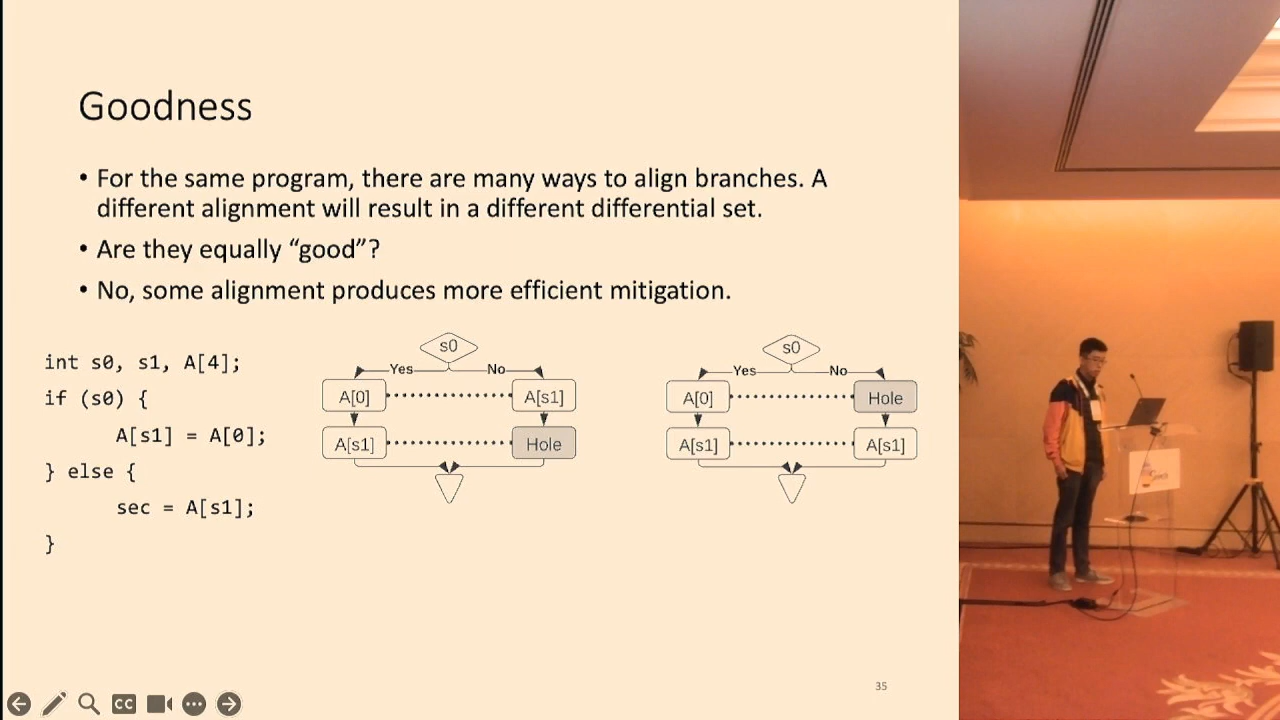 Goodness
• For the same program, there are many ways to align branches. A
different alignment will result in a different differential set.
• Are they equally “good”?
• No, some alignment produces more efficient mitigation.
int s0, s1, A[4];
if (s0) {
A[s1] = A[0];
} else {
sec = A[s1];
}
s0
Yes No
A[0] A[s1]
A[s1] Hole
s0
Yes No
A[0] Hole
A[s1] A[s1]
35
CC